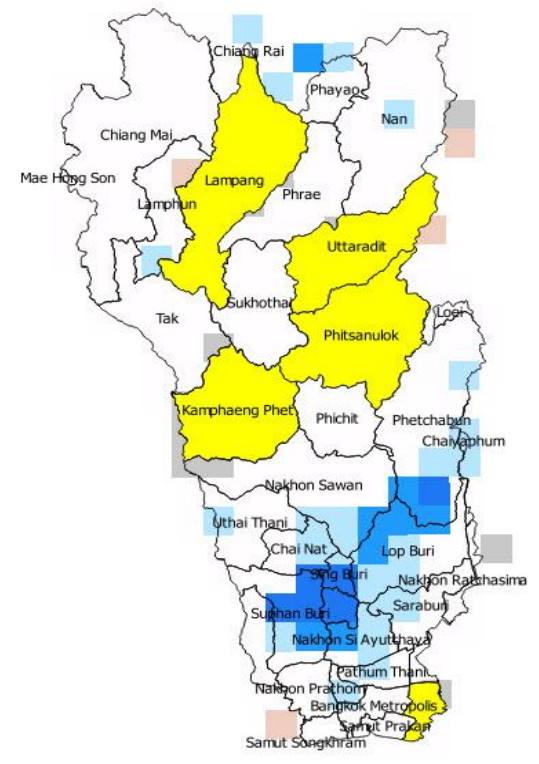 Chiang Rai
Phayao
Nan
Chiang Mai
Mae Hong Son
Lampang
Phrae
Lamphun
Uttaradit
Sukhothai
Loei
Tak
Phitsanulok
Kamphaeng Phet
Phichit
Phetchabun
Chaiyaphum
Nakhon Sawan
Uthai Thani
Chai Nat
Lop Buri
Sing Buri
Nakhon Ratchasima
Suphan Buri
Saraburi
Nakhon Si Ayutthaya
Pathum Thani
Nakhon Prathom
Bangkok Metropolis
Samut Prakan
Samut Songkhram